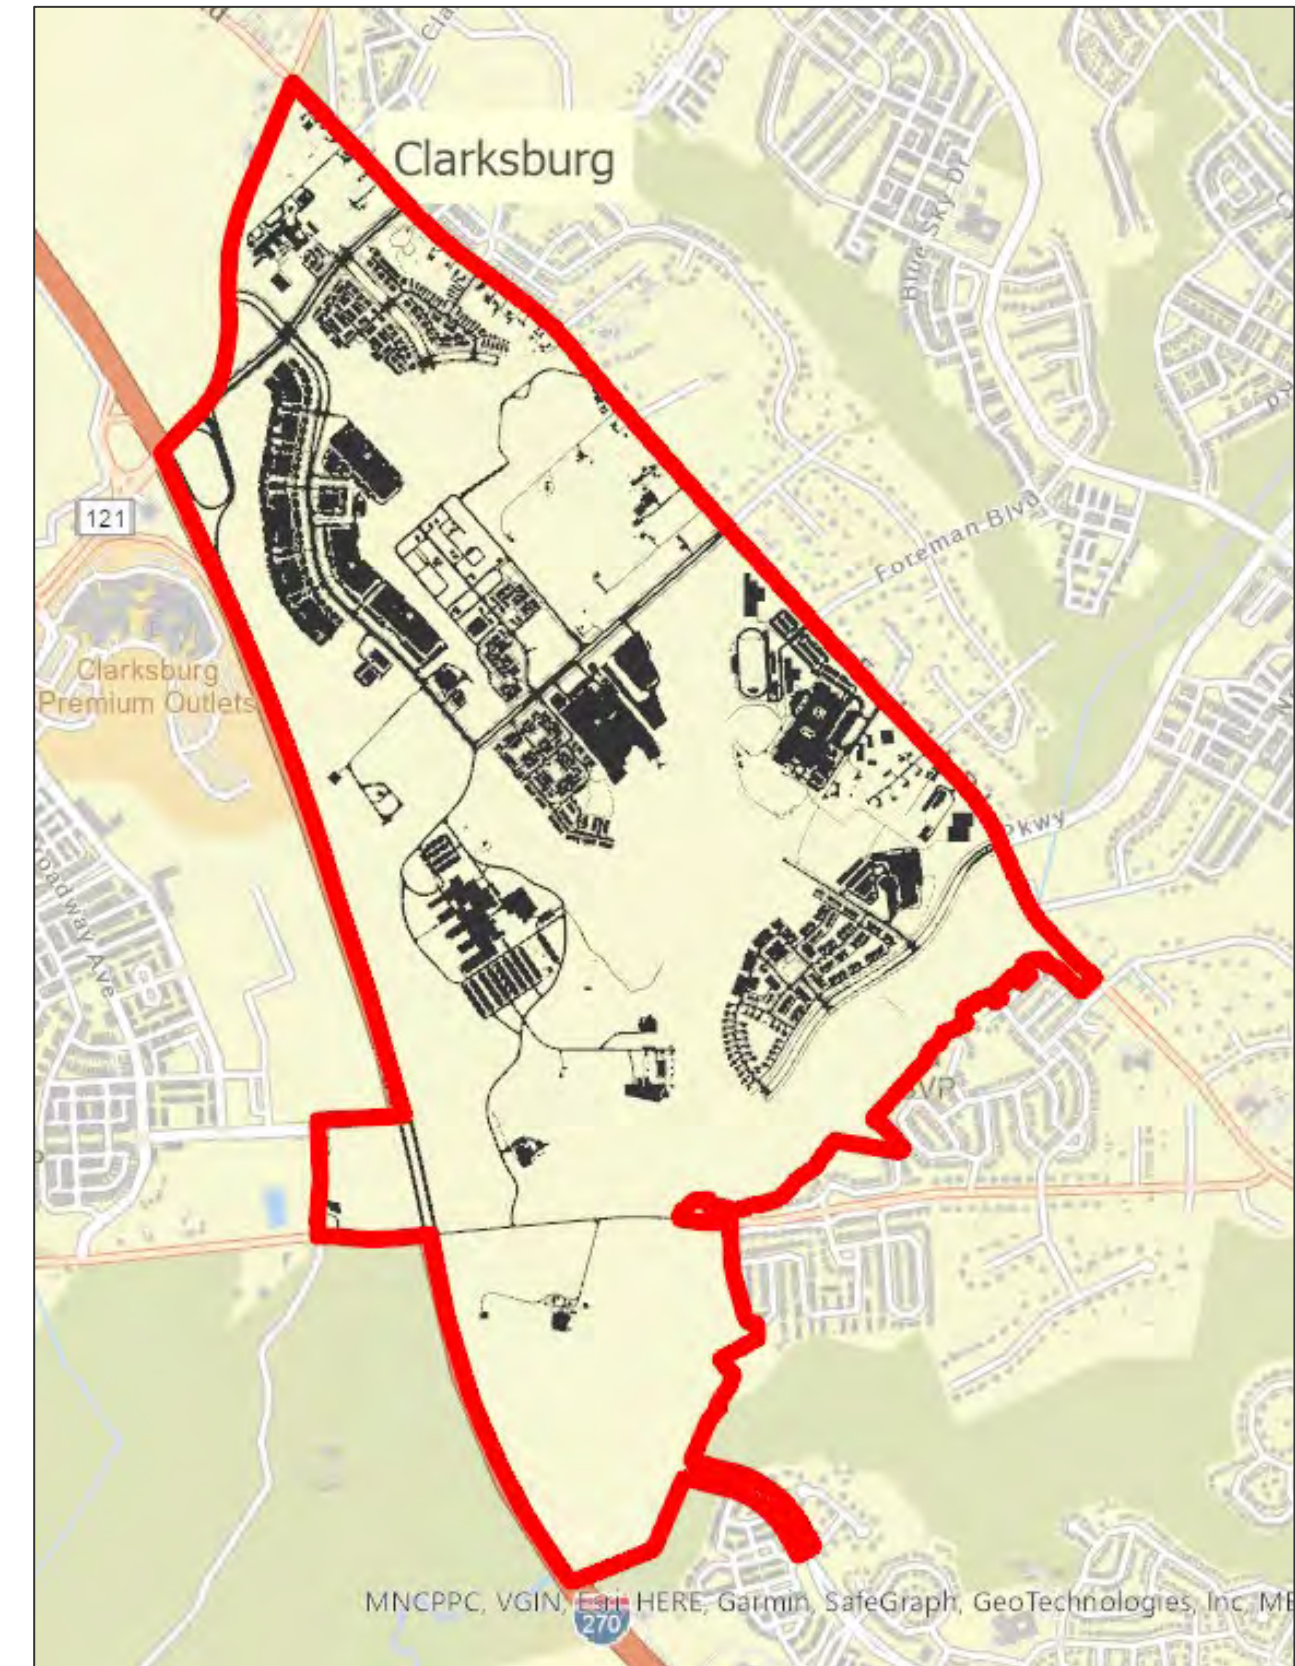 Clarksburg
Blue Sky Dr
121
Foreman Blvd
Clarksburg
Premium Outlets
Pkwy
roadway Ave
MNCPPC, VGIN, Esri, HERE, Garmin, SafeGraph, GeoTechnologies, Inc, ME
270